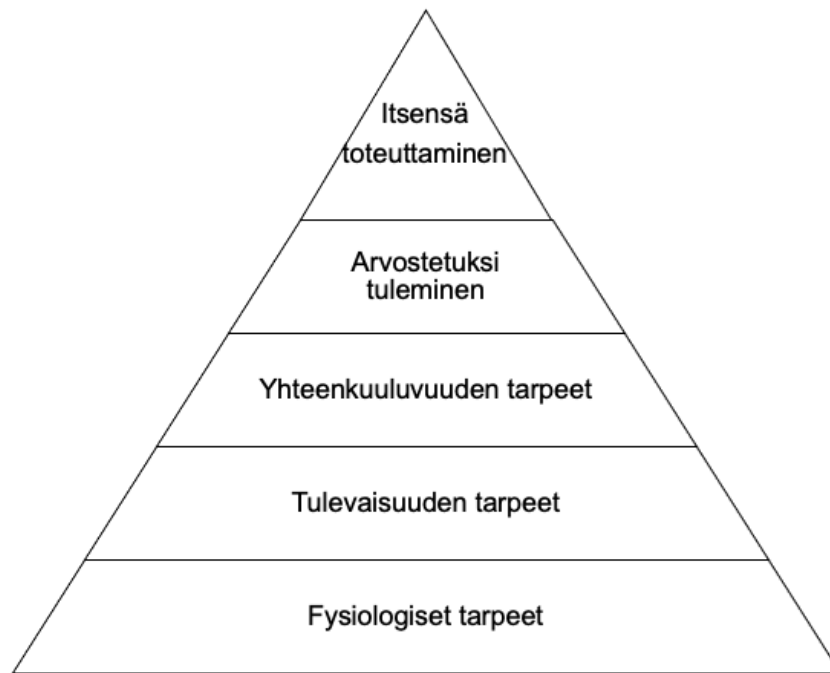 Itsensä
toteuttaminen
Arvostetuksi
tuleminen
Yhteenkuuluvuuden tarpeet
Tulevaisuuden tarpeet
Fysiologiset tarpeet